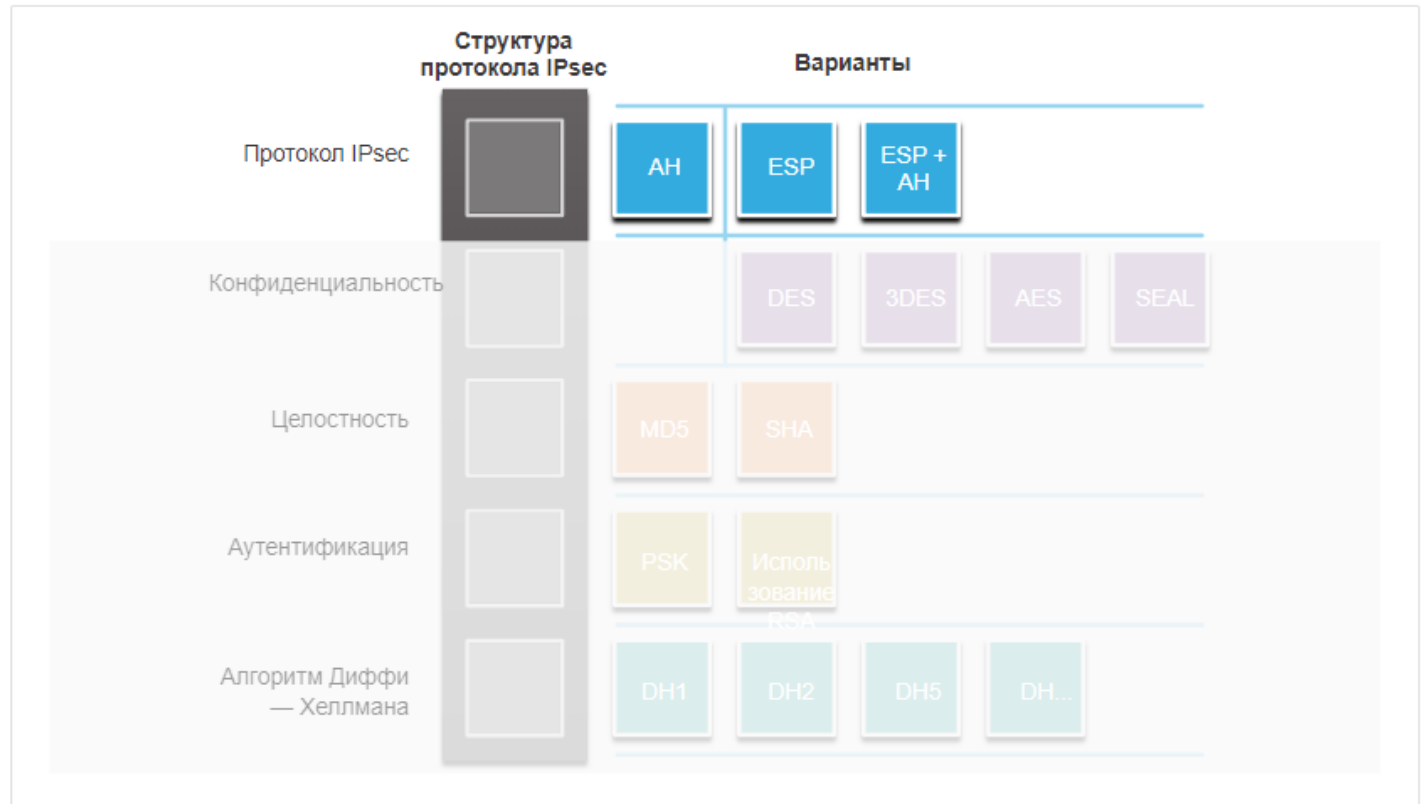 Структура
протокола IPsec
Варианты
Протокол IPsec
AH
ESP
ESP +
AH
Конфиденциальность
DES
3DES
AES
SEAL
Целостность
MD5
SHA
Аутентификация
PSK
Исполь
зование
RSA
Алгоритм Диффи
— Хеллмана
DH1
DH2
DH5
DH...